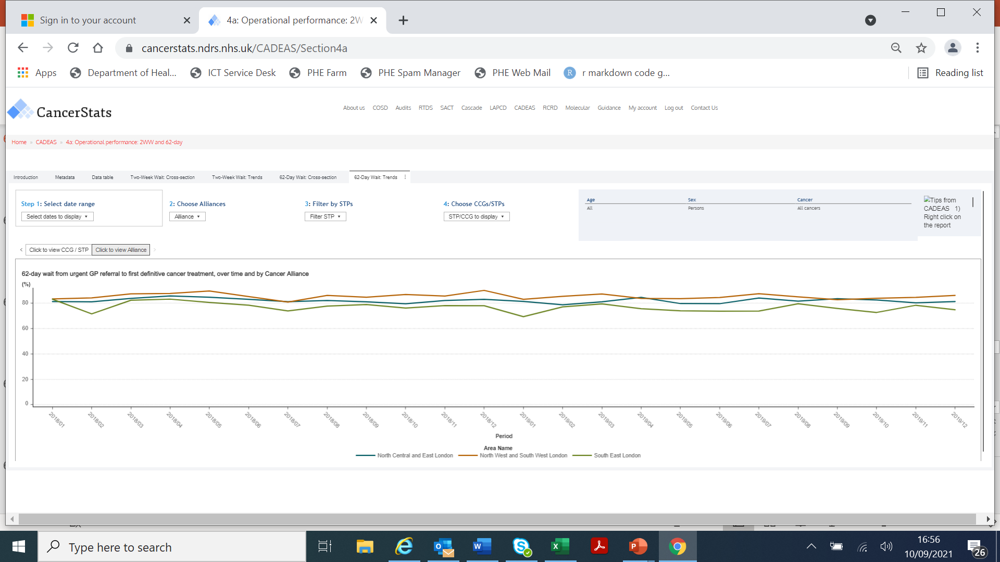 Sign in to your account
4a: Operational performance: 2W
cancerstats.ndrs.nhs.uk/CADEAS/Section4a
Apps
Department of Heal...
ICT Service Desk
PHE Farm
PHE Spam Manager
PHE Web Mail
R
r markdown code g...
Reading list
CancerStats
About us COSD Audits RTDS SACT Cascade LAPCD CADEAS RCRD Molecular Guidance My account Log out Contact Us
Home » CADEAS » 4a: Operational performance: 2WW and 62-day
Introduction Metadata Data table Two-Week Wait: Cross-section Two-Week Wait: Trends 62-Day Wait: Cross-section 62-Day Wait: Trends
Step 1: Select date range
Select dates to display
2: Choose Alliances
Alliance
3: Filter by STPs
Filter STP
4: Choose CCGs/STPs
STP/CCG to display
Age Sex Cancer
All Persons All cancers
Tips from
CADEAS 1)
Right click on
the report
Click to view CCG / STP
Click to view Alliance
62-day wait from urgent GP referral to first definitive cancer treatment, over time and by Cancer Alliance
(%)
80
60
40
20
0
2018/01 2018/02 2018/03 2018/04 2018/05 2018/06 2018/07 2018/08 2018/09 2018/10 2018/11 2018/12 2019/01 2019/02 2019/03 2019/04 2019/05 2019/06 2019/07 2019/08 2019/09 2019/10 2019/11 2019/12
Period
Area Name
North Central and East London North West and South West London South East London
Type here to search
16:56
10/09/2021
26